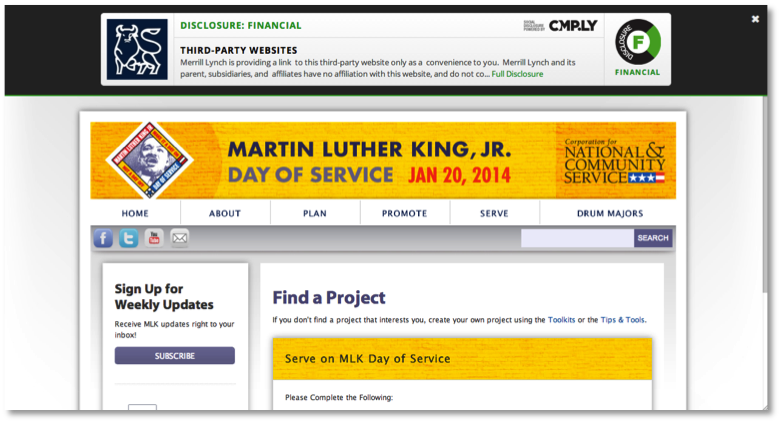 DISCLOSURE: FINANCIAL
SOCIAL DISCLOSURE POWERED BY CMP.LY
THIRD-PARTY WEBSITES
Merrill Lynch is providing a link to this third-party website only as a convenience to you. Merrill Lynch and its
parent, subsidiaries, and affiliates have no affiliation with this website, and do not co... Full Disclosure
DISCLOSURE
F
FINANCIAL
MARTIN LUTHER KING, JR.
DAY OF SERVICE JAN 20, 2014
Corporation for
NATIONAL &
COMMUNITY
SERVICE
HOME ABOUT PLAN PROMOTE SERVE DRUM MAJORS
f t You Tube SEARCH
Sign Up for
Weekly Updates
Receive MLK updates right to your
inbox!
SUBSCRIBE
Find a Project
If you don't find a project that interests you, create your own project using the Toolkits or the Tips & Tools.
Serve on MLK Day of Service
Please Complete the Following: